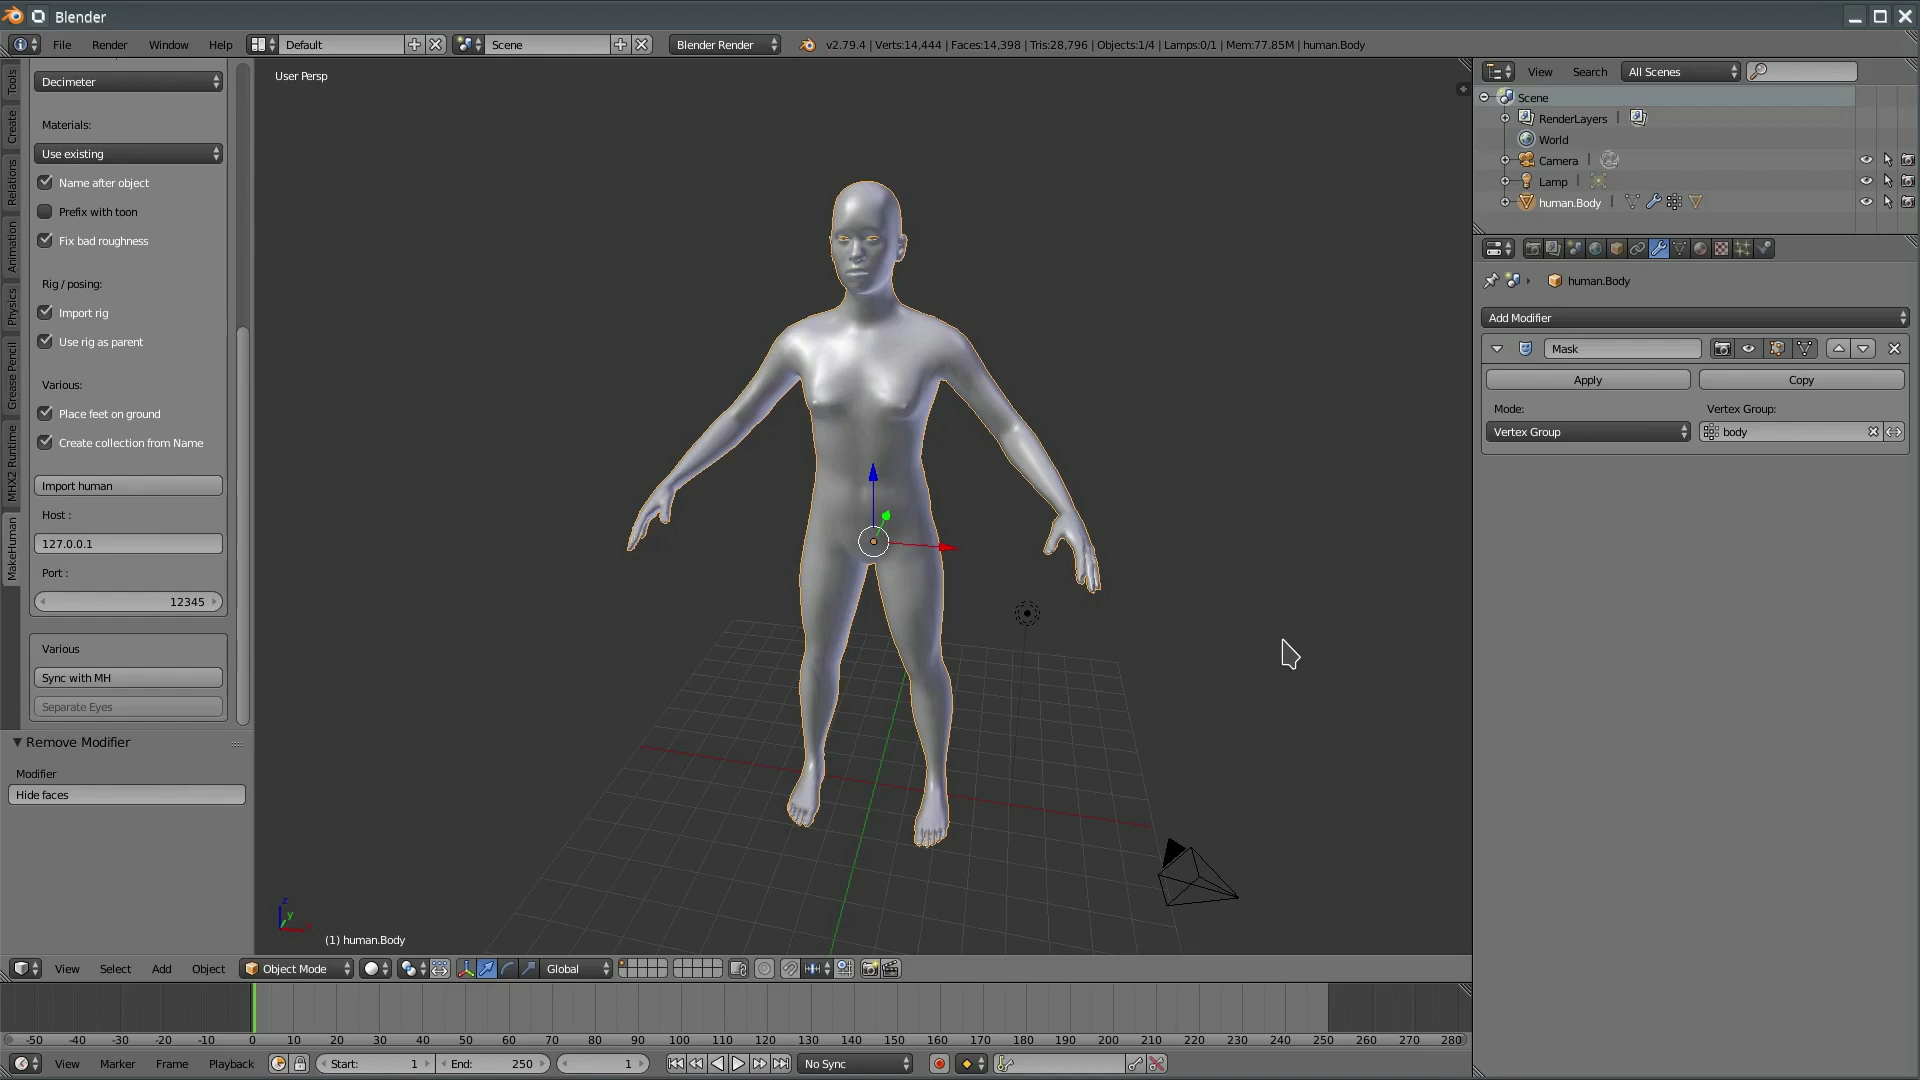 Blender
File Render Window Help Default Scene Blender Render v2.79.4 | Verts:14,444 | Faces:14,398 | Tris:28,796 | Objects:1/4 | Lamps:0/1 | Mem:77.85M | human.Body
Tools
Create
Relations
Animation
Physics
Grease Pencil
MHX2 Runtime
MakeHuman
Decimeter
Materials:
Use existing
Name after object
Prefix with toon
Fix bad roughness
Rig / posing:
Import rig
Use rig as parent
Various:
Place feet on ground
Create collection from Name
Import human
Host :
127.0.0.1
Port :
12345
Various
Sync with MH
Separate Eyes
Remove Modifier
Modifier
Hide faces
User Persp
z
y
x
(1) human.Body
View Select Add Object Object Mode Global
-50 -40 -30 -20 -10 0 10 20 30 40 50 60 70 80 90 100 110 120 130 140 150 160 170 180 190 200 210 220 230 240 250 260 270 280
View Marker Frame Playback Start: 1 End: 250 1 No Sync
View Search All Scenes
Scene
RenderLayers |
World
Camera |
Lamp |
human.Body |
human.Body
Add Modifier
Mask
Apply Copy
Mode: Vertex Group:
Vertex Group body